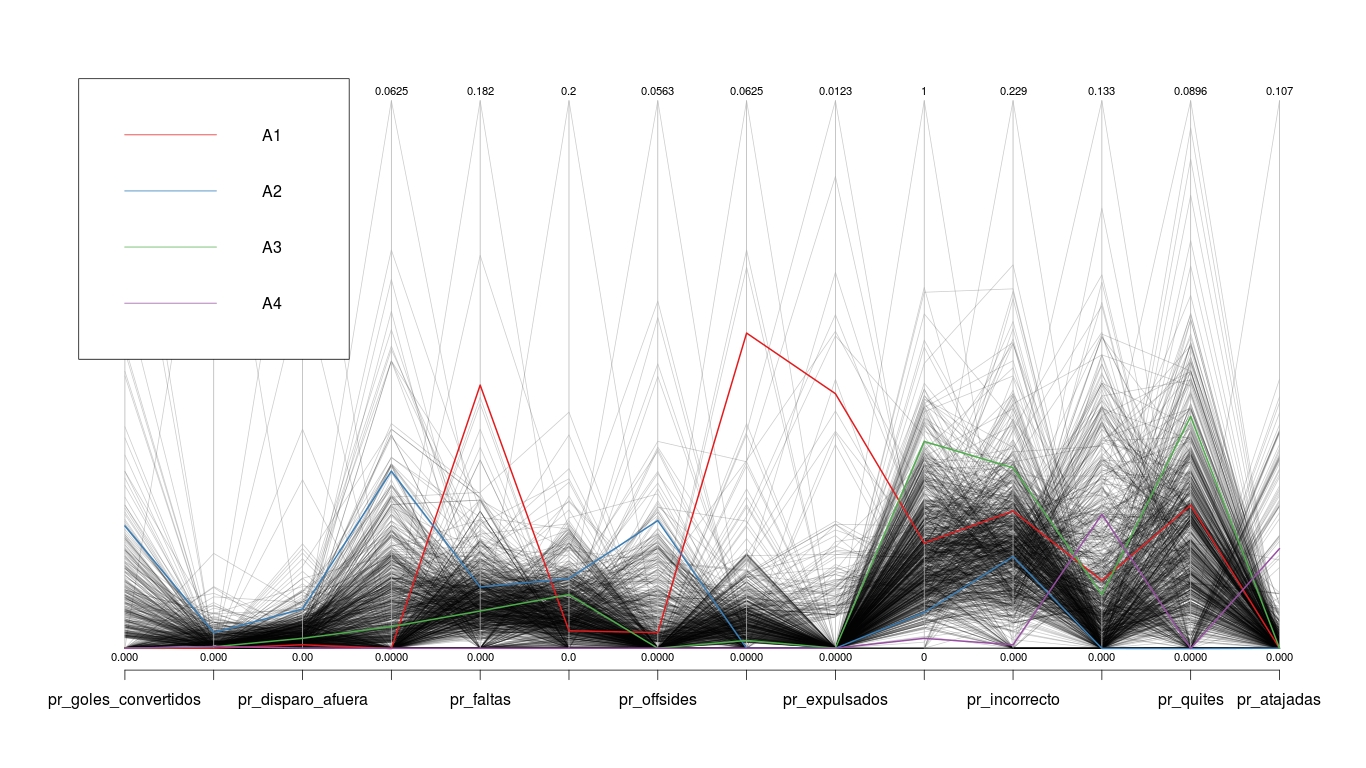 0.0625 0.182 0.2 0.0563 0.0625 0.0123 1 0.229 0.133 0.0896 0.107
A1
A2
A3
A4
0.000 0.000 0.00 0.0000 0.000 0.0 0.0000 0.0000 0.0000 0 0.000 0.000 0.0000 0.000
pr_goles_convertidos pr_disparo_afuera pr_faltas pr_offsides pr_expulsados pr_incorrecto pr_quites pr_atajadas